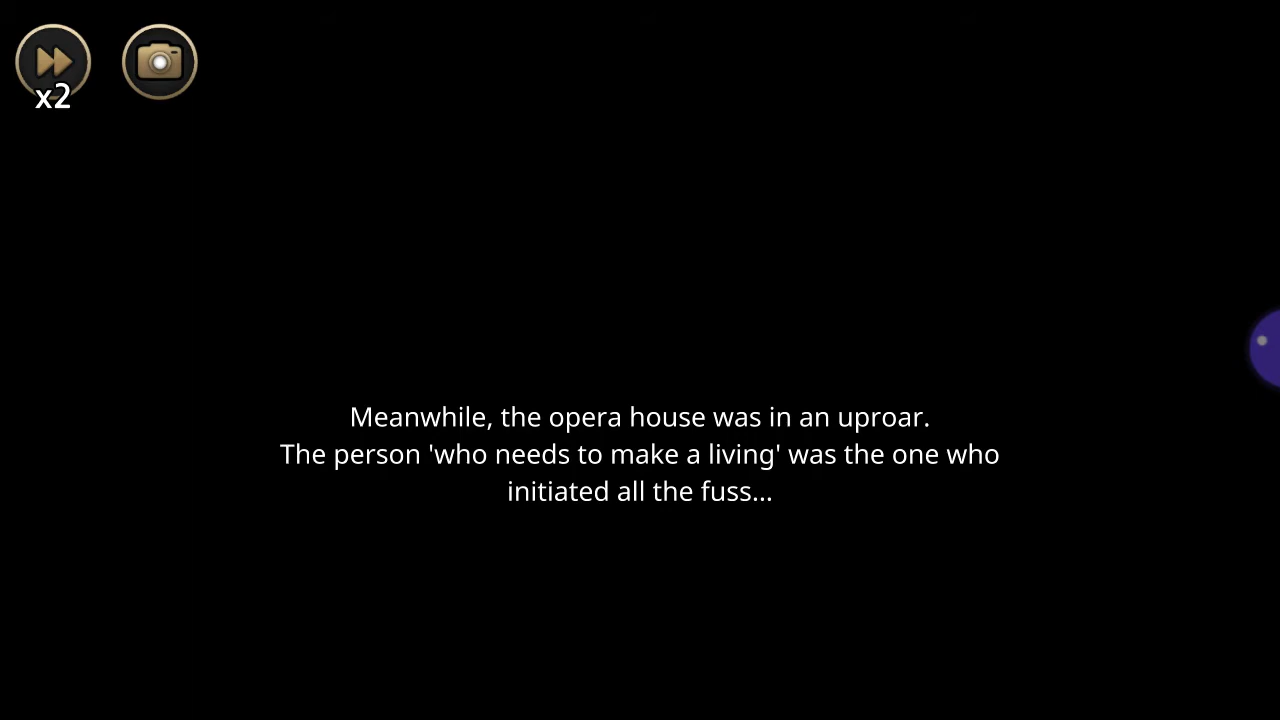 x2
Meanwhile, the opera house was in an uproar.
The person 'who needs to make a living' was the one who
initiated all the fuss...